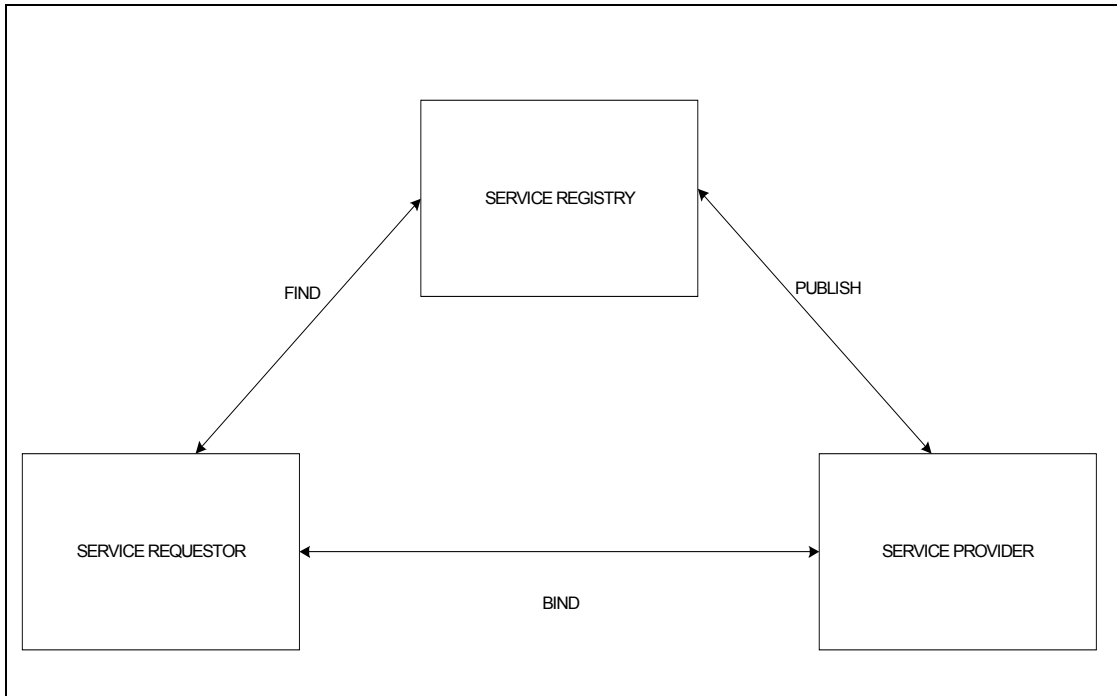 SERVICE REGISTRY
FIND
PUBLISH
SERVICE REQUESTOR
SERVICE PROVIDER
BIND